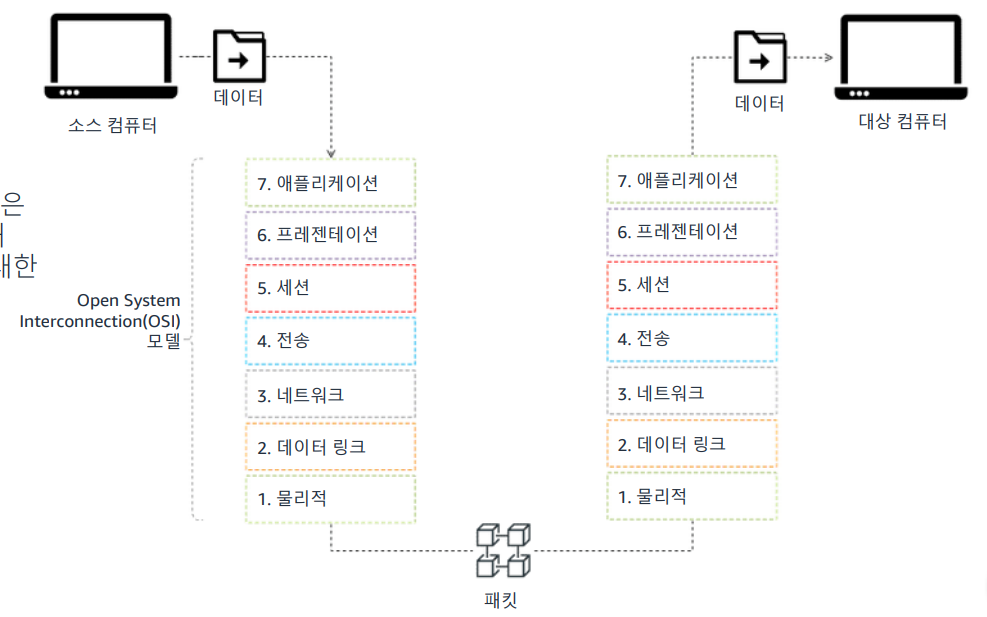 데이터
소스 컴퓨터
데이터
대상 컴퓨터
은
대한
Open System
Interconnection(OSI)
모델
7. 애플리케이션
6. 프레젠테이션
5. 세션
4. 전송
3. 네트워크
2. 데이터 링크
1. 물리적
7. 애플리케이션
6. 프레젠테이션
5. 세션
4. 전송
3. 네트워크
2. 데이터 링크
1. 물리적
패킷